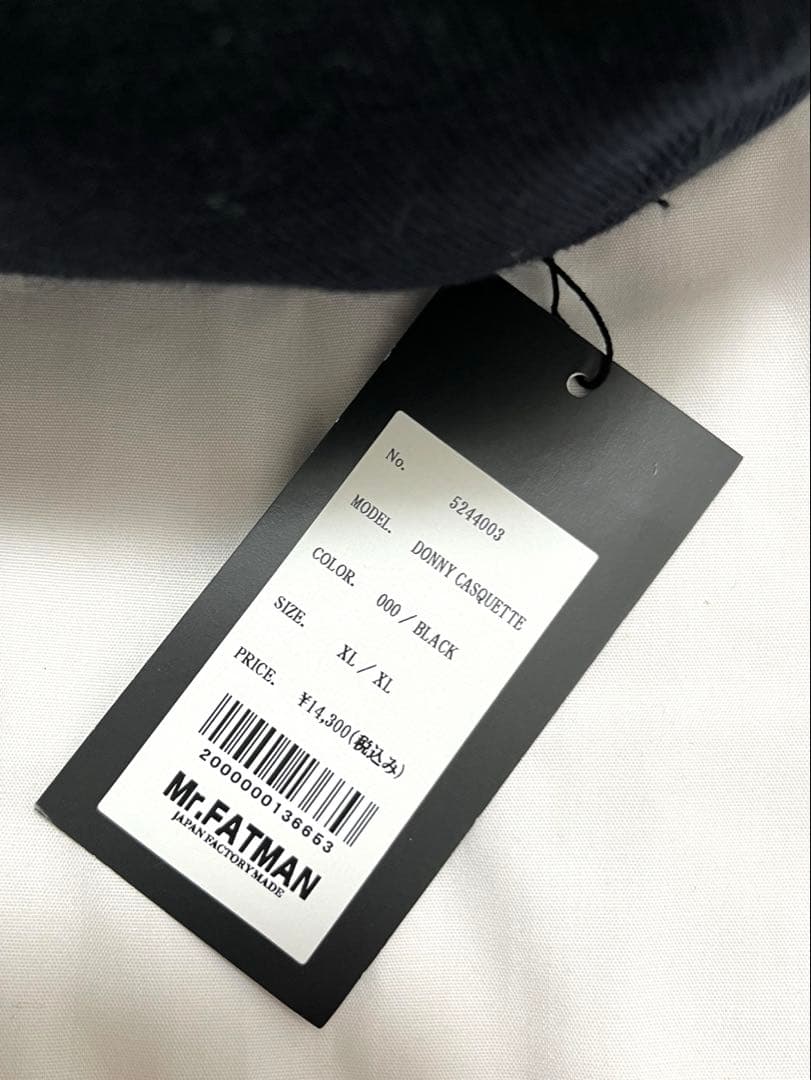 No. 5244003
MODEL. DONNY CASQUETTE
COLOR. 000 / BLACK
SIZE. XL / XL
PRICE. ¥14,300(税込み)
2000000136653
Mr.FATMAN
JAPAN FACTORY MADE